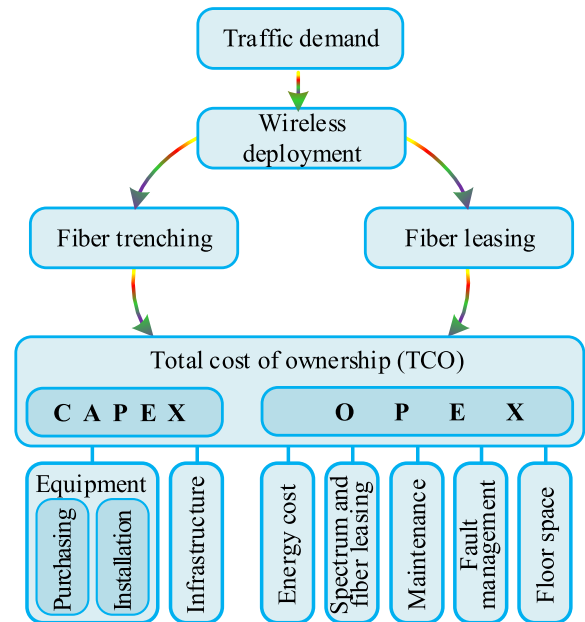 Traffic demand
Wireless
deployment
Fiber trenching
Fiber leasing
Total cost of ownership (TCO)
C A P E X
O P E X
Equipment
Purchasing
Installation
Infrastructure
Energy cost
Spectrum and
fiber leasing
Maintenance
Fault
management
Floor space